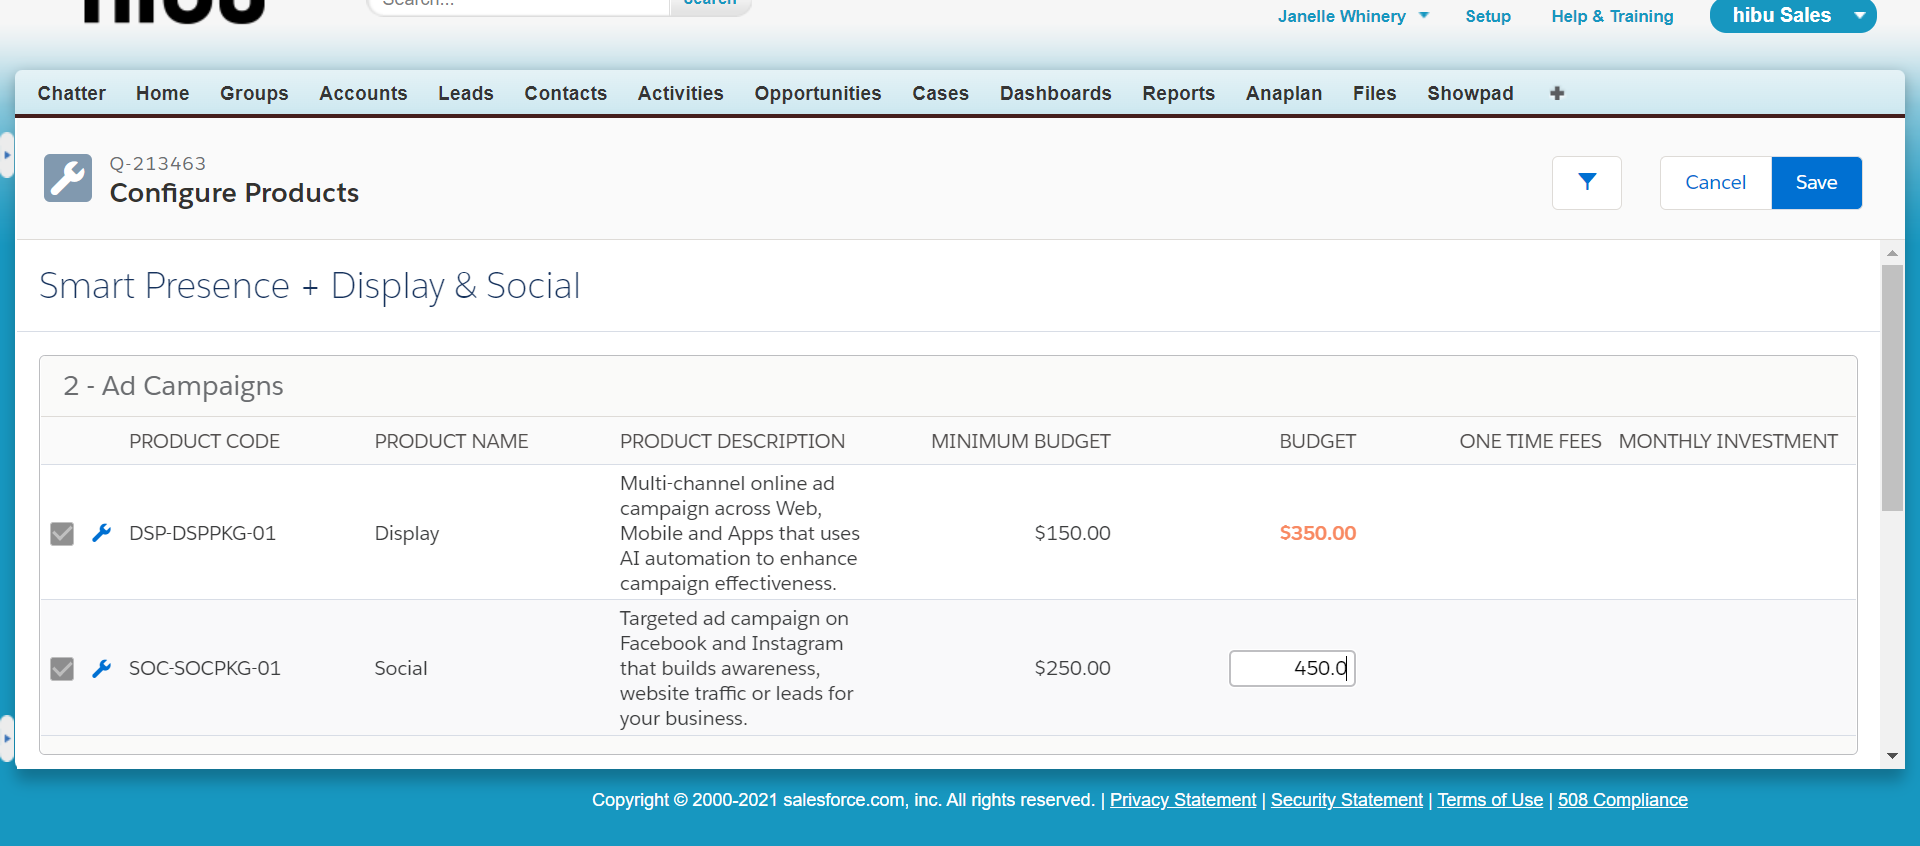 hibu
Search...
Search
Janelle Whinery
Setup
Help & Training
hibu Sales
Chatter Home Groups Accounts Leads Contacts Activities Opportunities Cases Dashboards Reports Anaplan Files Showpad
Q-213463
Configure Products
Cancel
Save
Smart Presence + Display & Social
2 - Ad Campaigns
PRODUCT CODE PRODUCT NAME PRODUCT DESCRIPTION MINIMUM BUDGET BUDGET ONE TIME FEES MONTHLY INVESTMENT
DSP-DSPPKG-01
Display
Multi-channel online ad
campaign across Web,
Mobile and Apps that uses
AI automation to enhance
campaign effectiveness.
$150.00
$350.00
SOC-SOCPKG-01
Social
Targeted ad campaign on
Facebook and Instagram
that builds awareness,
website traffic or leads for
your business.
$250.00
450.0
Copyright © 2000-2021 salesforce.com, inc. All rights reserved. | Privacy Statement | Security Statement | Terms of Use | 508 Compliance